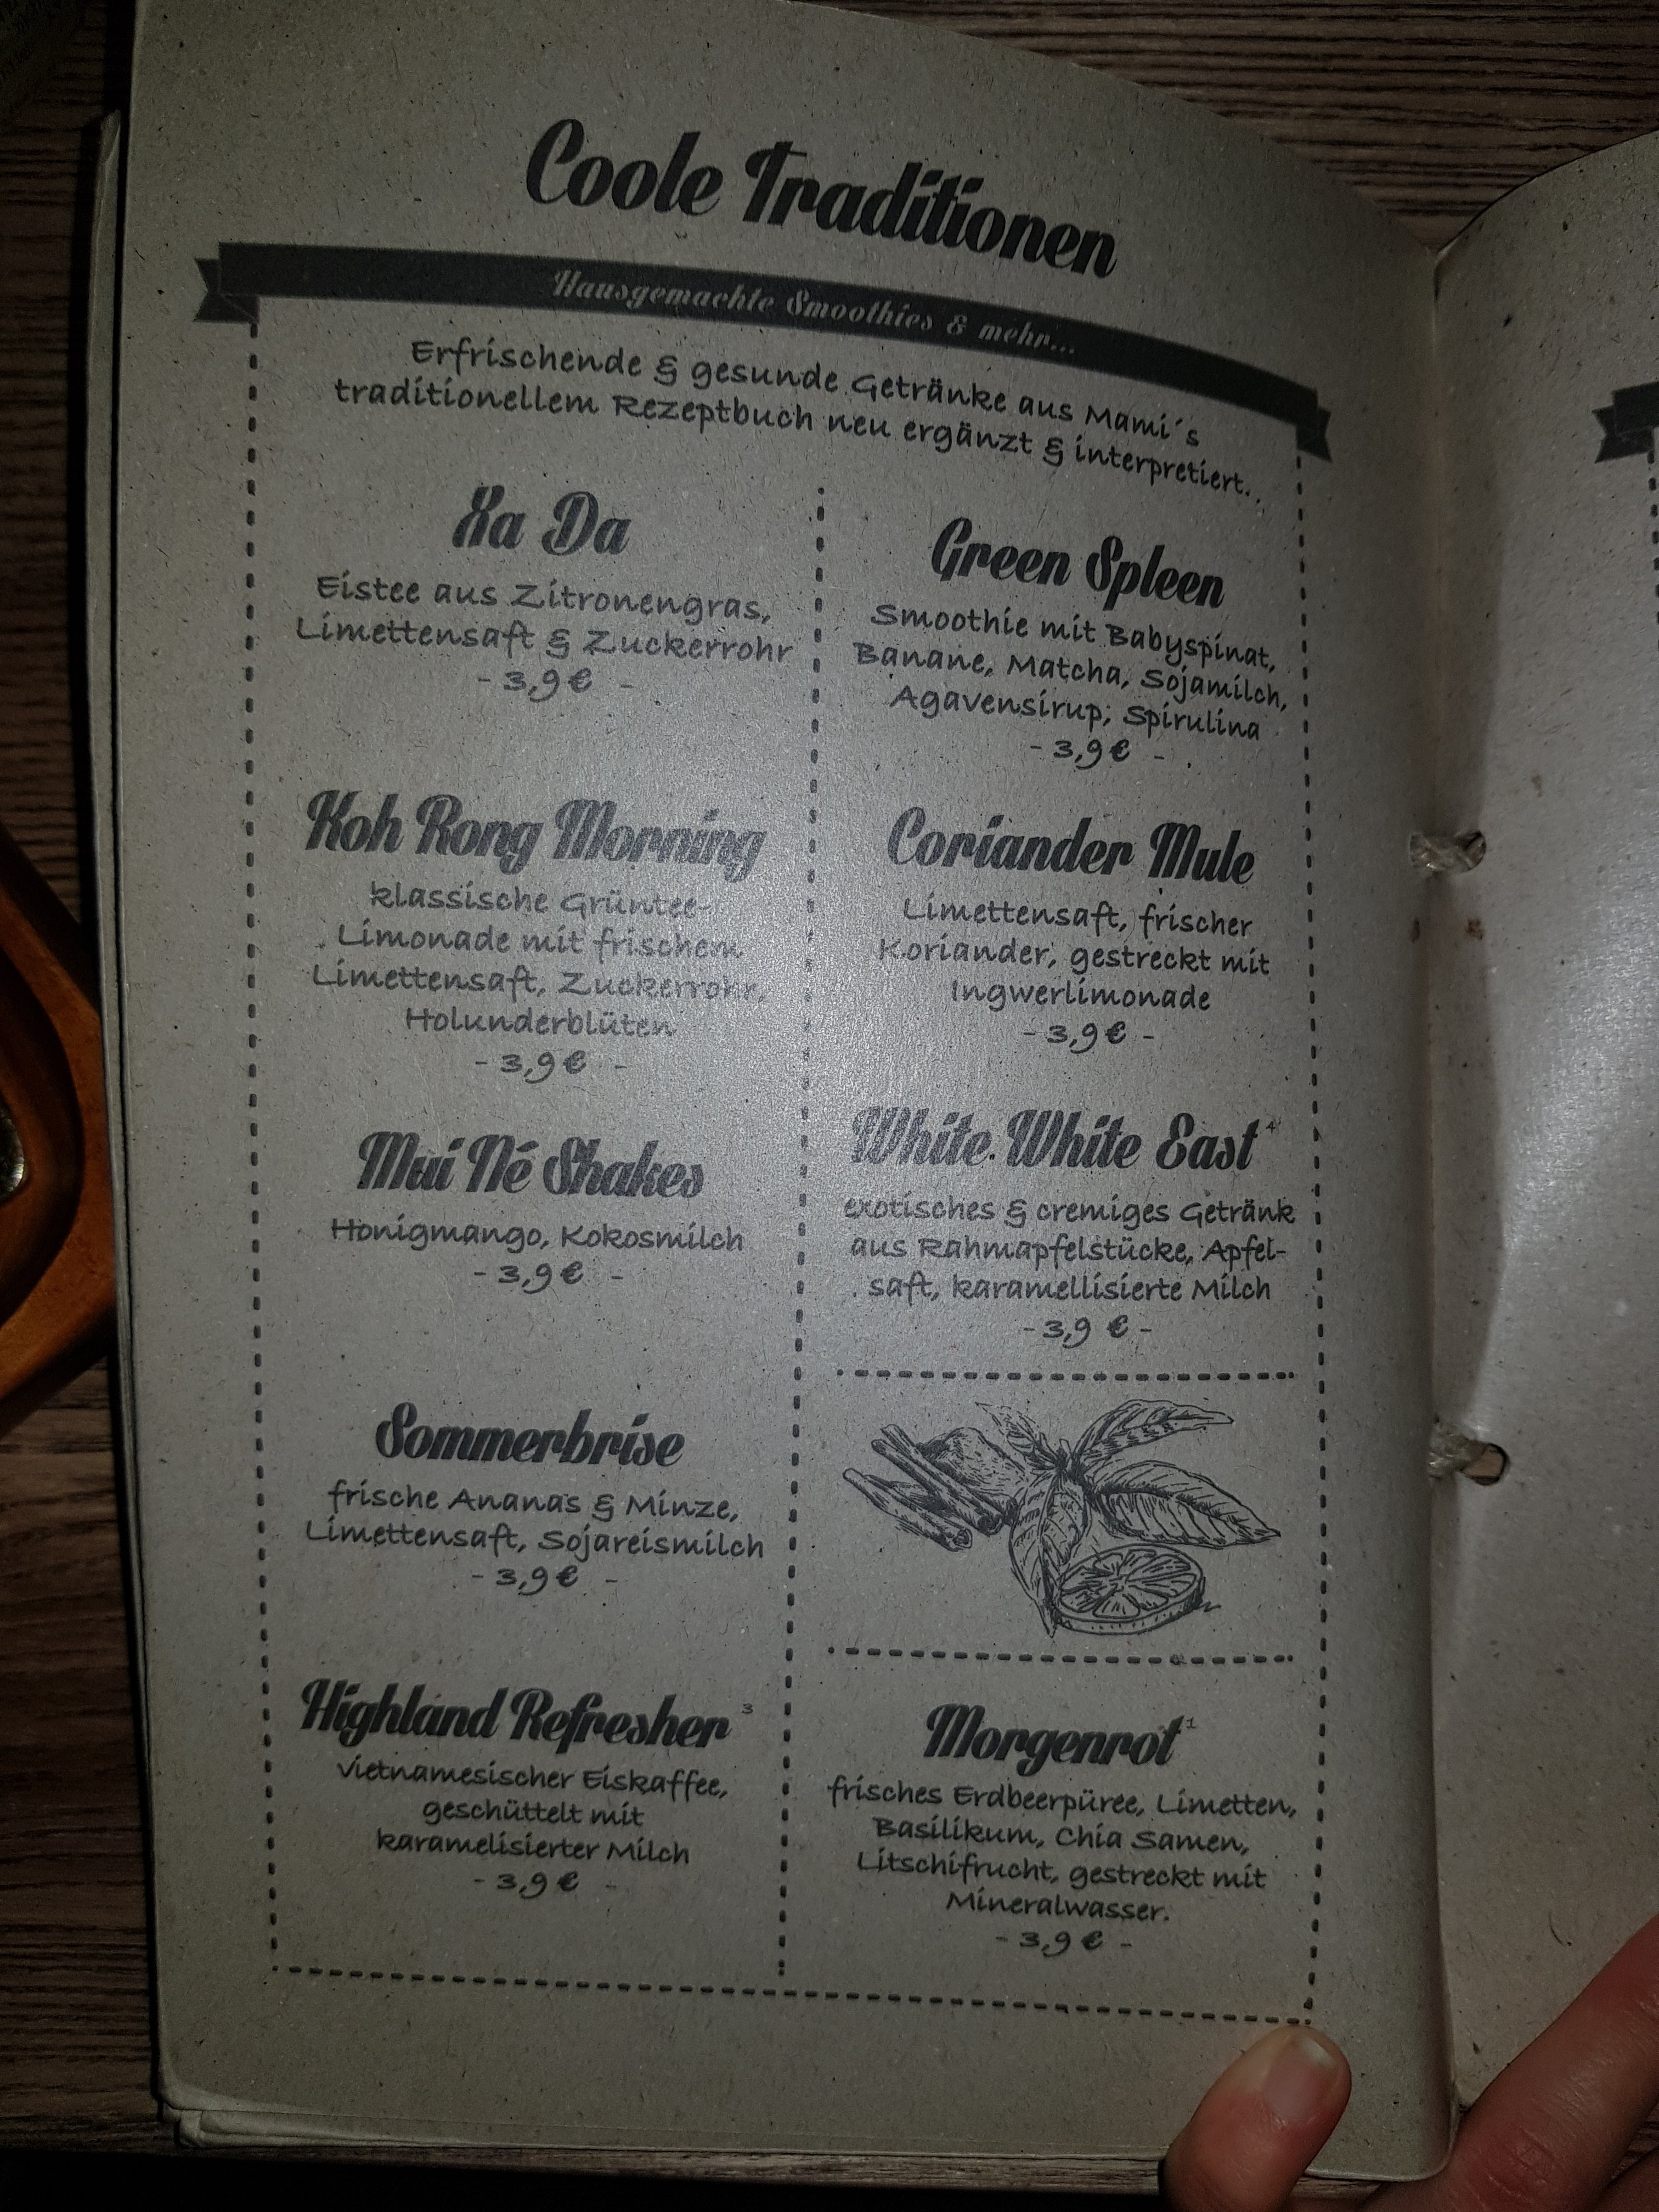 Coole Traditionen
Hausgemachte Smoothies & mehr...
Erfrischende & gesunde Getränke aus Mami´s
traditionellem Rezeptbuch neu ergänzt & interpretiert..
Xa Da
Eistee aus Zitronengras,
Limettensaft & Zuckerrohr
- 3,9 € -
Koh Rong Morning
klassische Grüntee-
Limonade mit frischem
Limettensaft, Zuckerrohr,
Holunderblüten
- 3,9 € -
Mui Né Shakes
Honigmango, Kokosmilch
- 3,9 € -
Sommerbrise
frische Ananas & Minze,
Limettensaft, Sojareismilch
- 3,9 € -
Highland Refresher 3
vietnamesischer Eiskaffee,
geschüttelt mit
karamelisierter Milch
- 3,9 € -
Green Spleen
Smoothie mit Babyspinat,
Banane, Matcha, Sojamilch,
Agavensirup, Spirulina
- 3,9 € -
Coriander Mule
Limettensaft, frischer
Koriander, gestreckt mit
Ingwerlimonade
- 3,9 € -
White. White East 4
exotisches & cremiges Getränk
aus Rahmapfelstücke, Apfel-
saft, karamellisierte Milch
- 3,9 € -
Morgenrot 1
frisches Erdbeerpüree, Limetten,
Basilikum, Chia Samen,
Litschifrucht, gestreckt mit
Mineralwasser.
- 3,9 € -